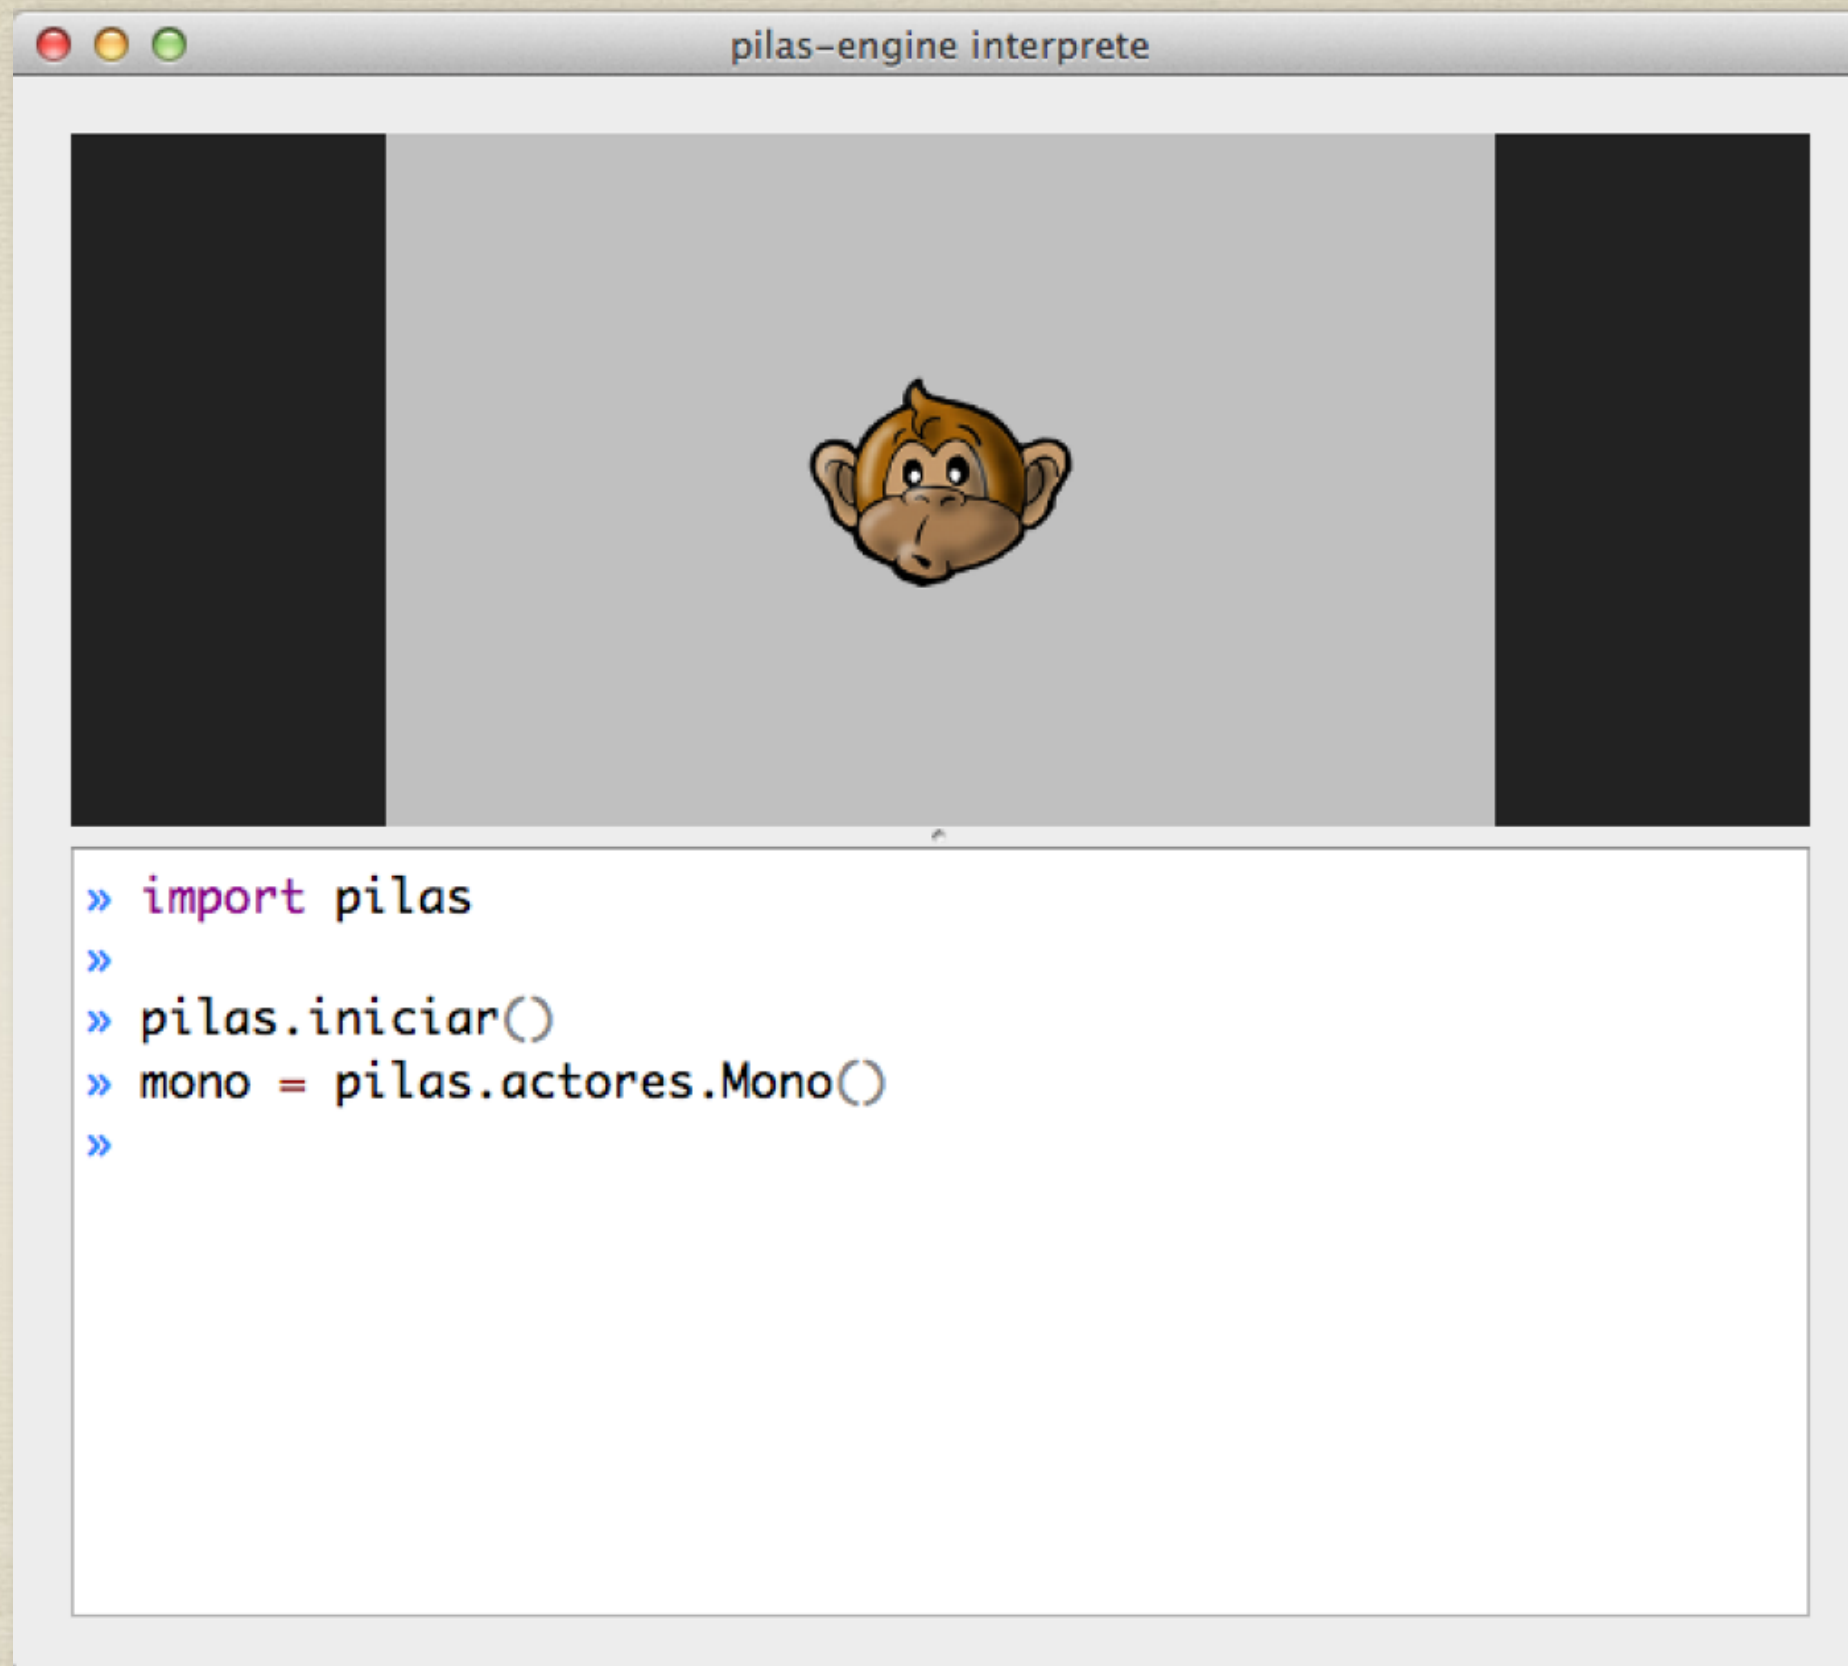 pilas-engine interprete
» import pilas
»
» pilas.iniciar()
» mono = pilas.actores.Mono()
»